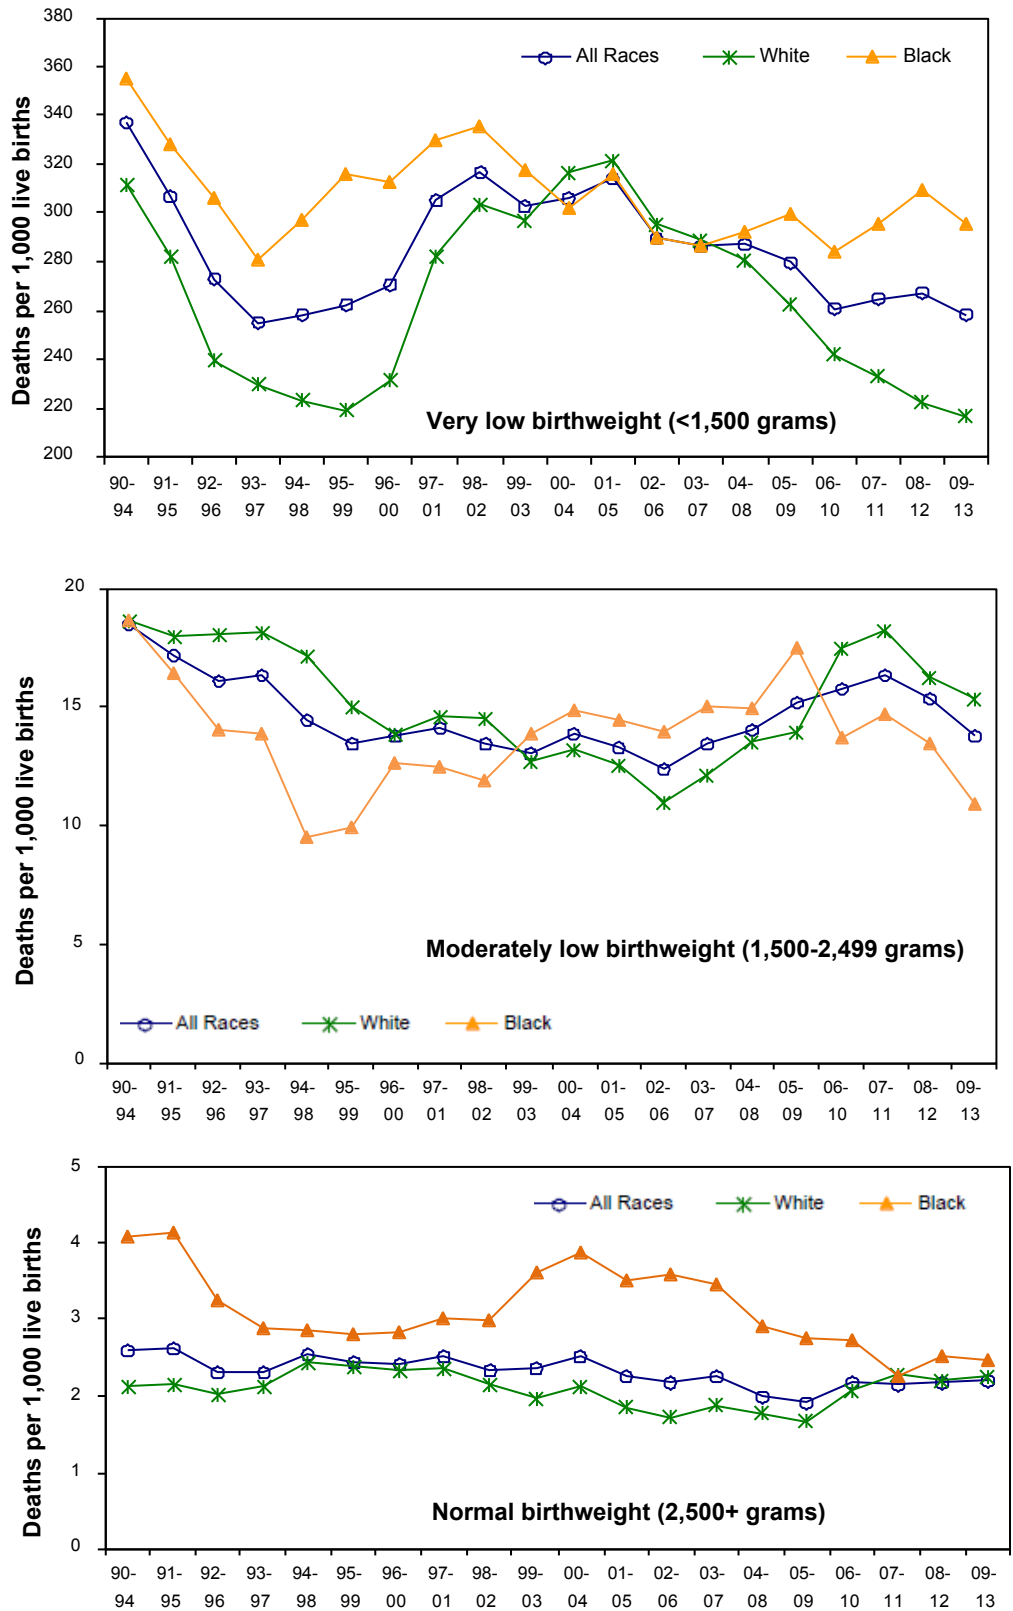 380
360
340
320
300
280
260
240
220
200
Deaths per 1,000 live births
All Races White Black
Very low birthweight (<1,500 grams)
90- 91- 92- 93- 94- 95- 96- 97- 98- 99- 00- 01- 02- 03- 04- 05- 06- 07- 08- 09-
94 95 96 97 98 99 00 01 02 03 04 05 06 07 08 09 10 11 12 13
20
15
10
5
0
Deaths per 1,000 live births
Moderately low birthweight (1,500-2,499 grams)
All Races White Black
90- 91- 92- 93- 94- 95- 96- 97- 98- 99- 00- 01- 02- 03- 04- 05- 06- 07- 08- 09-
94 95 96 97 98 99 00 01 02 03 04 05 06 07 08 09 10 11 12 13
5
4
3
2
1
0
Deaths per 1,000 live births
All Races White Black
Normal birthweight (2,500+ grams)
90- 91- 92- 93- 94- 95- 96- 97- 98- 99- 00- 01- 02- 03- 04- 05- 06- 07- 08- 09-
94 95 96 97 98 99 00 01 02 03 04 05 06 07 08 09 10 11 12 13